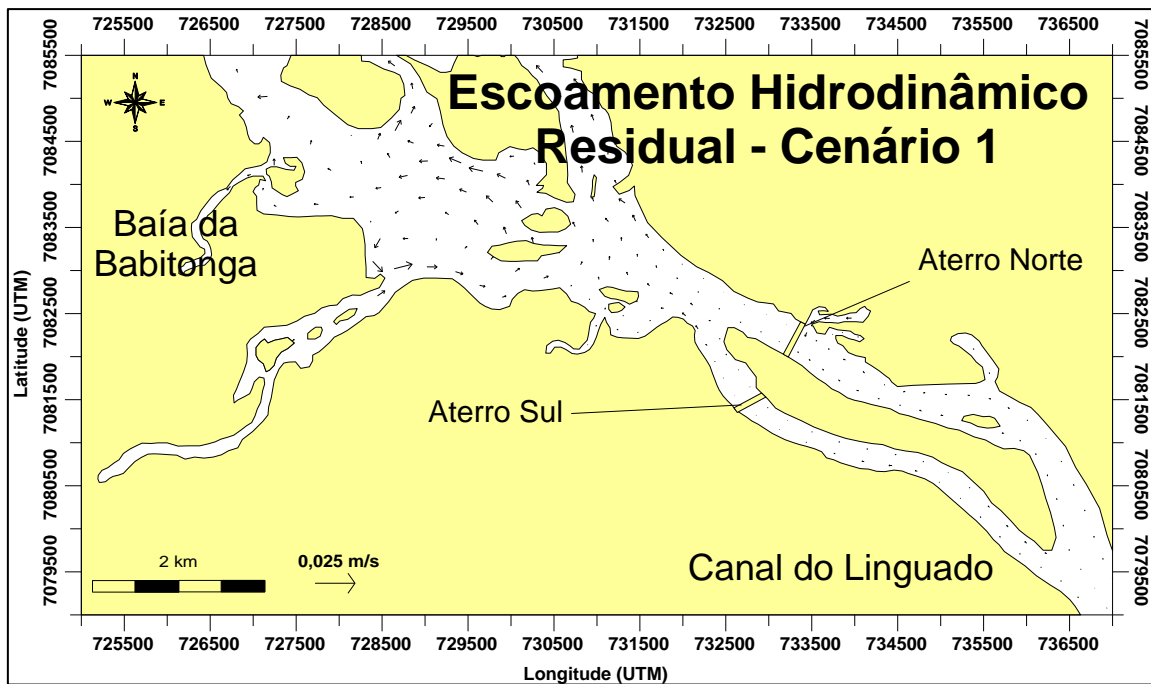 725500 726500 727500 728500 729500 730500 731500 732500 733500 734500 735500 736500
7085500
7084500
7083500
7082500
7081500
7080500
7079500
Latitude (UTM)
N
W E
S
Escoamento Hidrodinâmico
Residual - Cenário 1
Baía da
Babitonga
Aterro Norte
Aterro Sul
Canal do Linguado
2 km
0,025 m/s
7085500
7084500
7083500
7082500
7081500
7080500
7079500
725500 726500 727500 728500 729500 730500 731500 732500 733500 734500 735500 736500
Longitude (UTM)